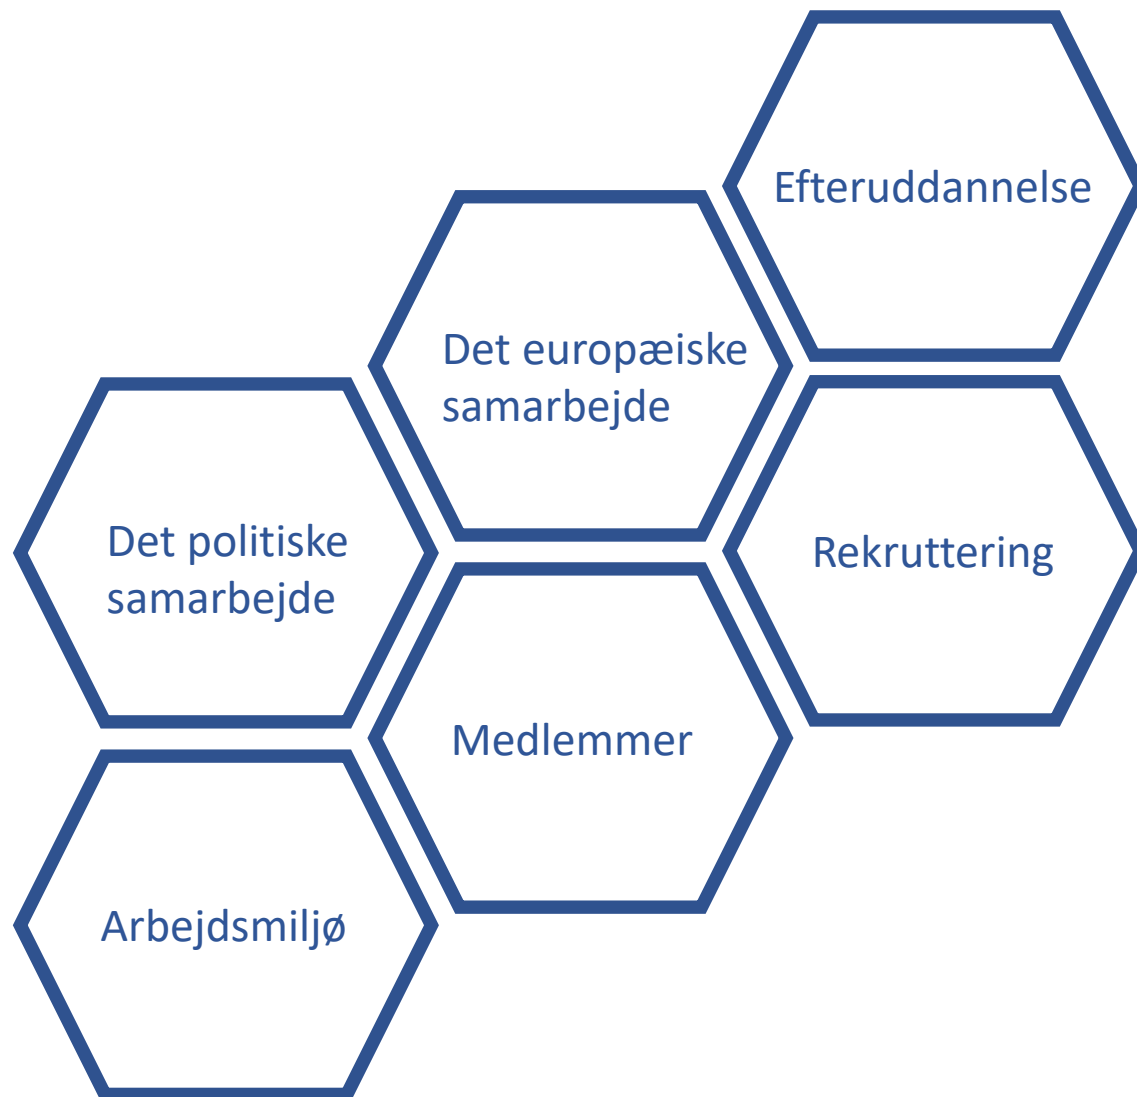 Efteruddannelse
Det europæiske
samarbejde
Det politiske
samarbejde
Rekruttering
Medlemmer
Arbejdsmiljø